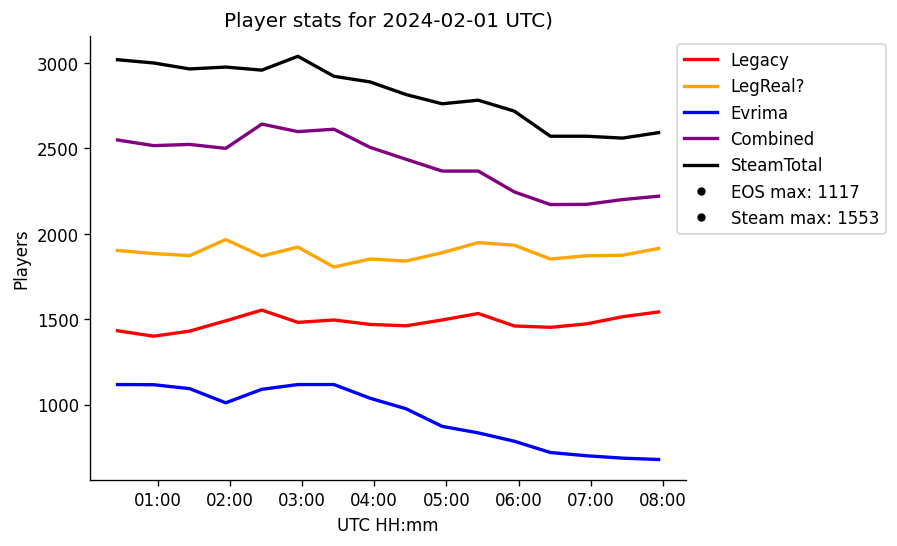 Player stats for 2024-02-01 UTC)
Legacy
LegReal?
Evrima
Combined
SteamTotal
EOS max: 1117
Steam max: 1553
Players
3000
2500
2000
1500
1000
01:00 02:00 03:00 04:00 05:00 06:00 07:00 08:00
UTC HH:mm